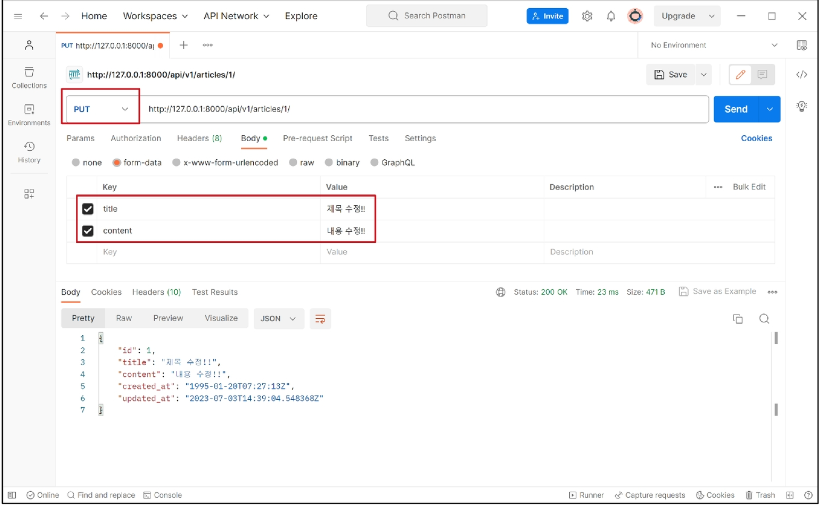 Home Workspaces API Network Explore Search Postman Invite Upgrade
PUT http://127.0.0.1:8000/a No Environment
http://127.0.0.1:8000/api/v1/articles/1/ Save
PUT http://127.0.0.1:8000/api/v1/articles/1/ Send
Params Authorization Headers (8) Body Pre-request Script Tests Settings Cookies
none form-data x-www-form-urlencoded raw binary GraphQL
Key Value Description Bulk Edit
title 제목 수정!!
content 내용 수정!!
Key Value Description
Collections
Environments
History
Body Cookies Headers (10) Test Results Status: 200 OK Time: 23 ms Size: 471 B Save as Example
Pretty Raw Preview Visualize JSON
1 {
2 "id": 1,
3 "title": "제목 수정!!",
4 "content": "내용 수정!!",
5 "created_at": "1995-01-20T07:27:13Z",
6 "updated_at": "2023-07-03T14:39:04.548368Z"
7 }
Online Find and replace Console Runner Capture requests Cookies Trash